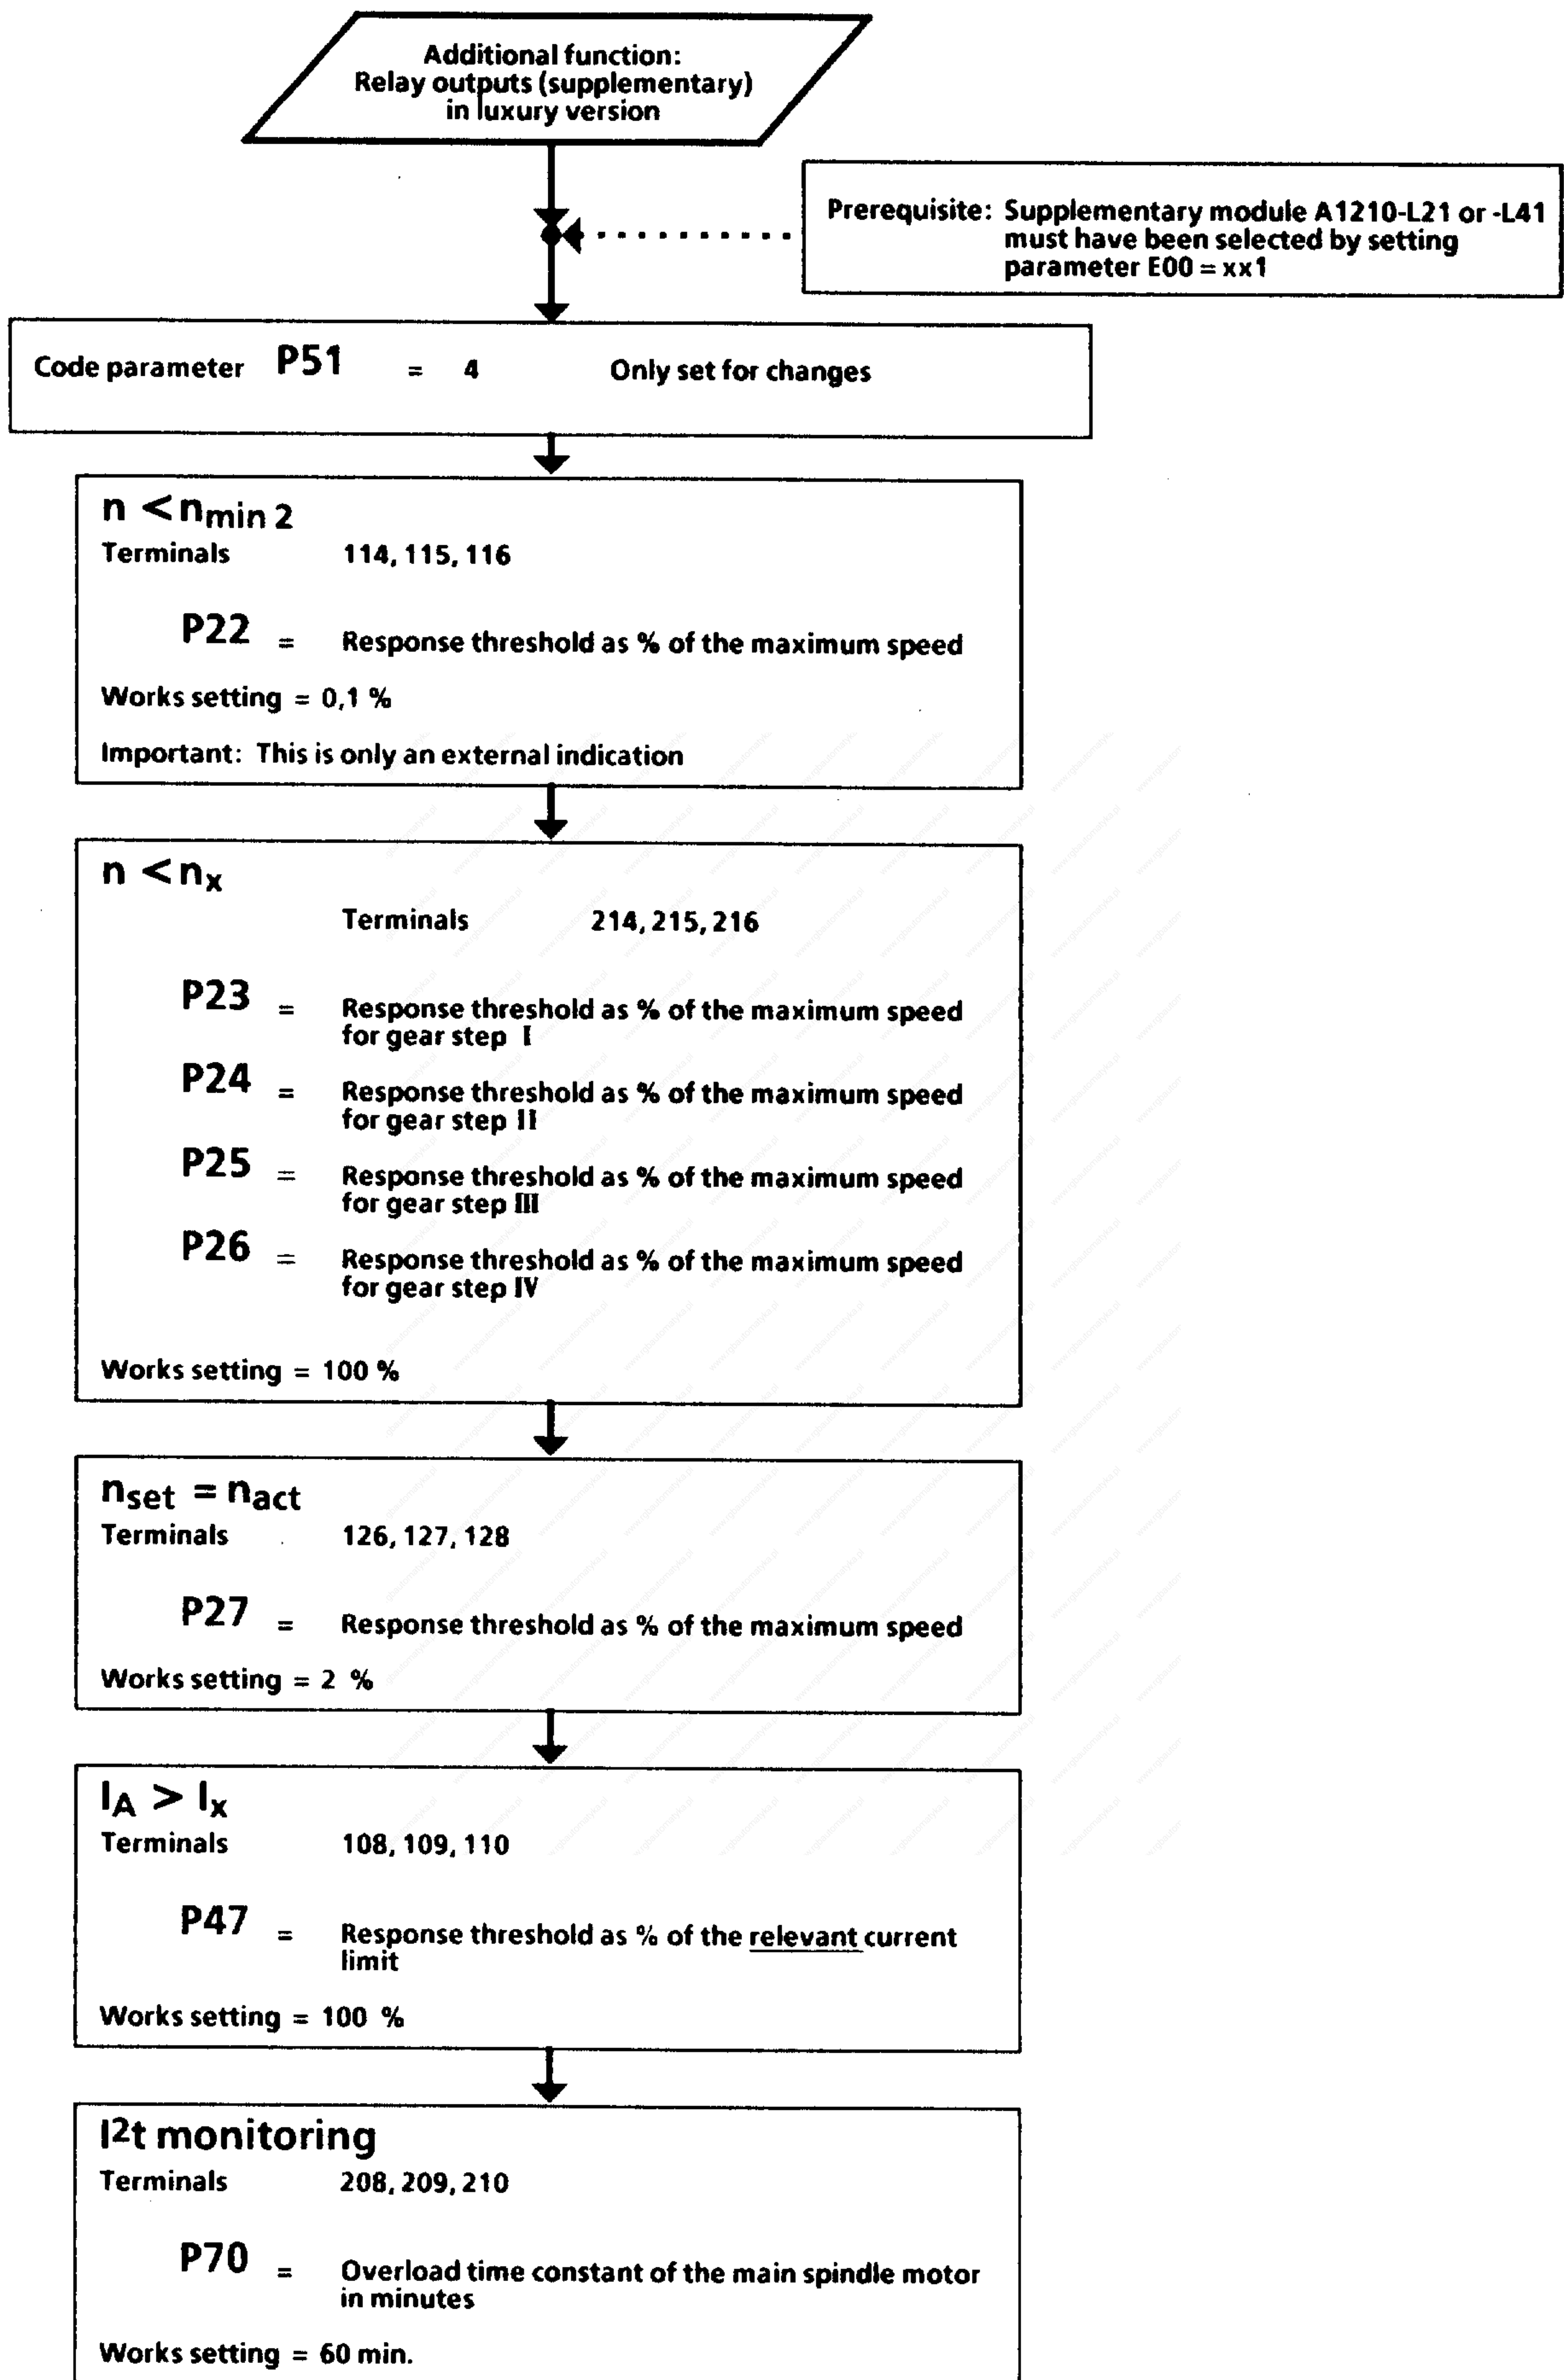 Additional function:
Relay outputs (supplementary)
in luxury version
Prerequisite: Supplementary module A1210-L21 or -L41
must have been selected by setting
parameter E00 = xx1
Code parameter P51 = 4 Only set for changes
n < nmin 2
Terminals 114, 115, 116
P22 = Response threshold as % of the maximum speed
Works setting = 0,1 %
Important: This is only an external indication
n < nx
Terminals 214, 215, 216
P23 = Response threshold as % of the maximum speed
for gear step I
P24 = Response threshold as % of the maximum speed
for gear step II
P25 = Response threshold as % of the maximum speed
for gear step III
P26 = Response threshold as % of the maximum speed
for gear step IV
Works setting = 100 %
nset = nact
Terminals 126, 127, 128
P27 = Response threshold as % of the maximum speed
Works setting = 2 %
IA > Ix
Terminals 108, 109, 110
P47 = Response threshold as % of the relevant current
limit
Works setting = 100 %
I2t monitoring
Terminals 208, 209, 210
P70 = Overload time constant of the main spindle motor
in minutes
Works setting = 60 min.